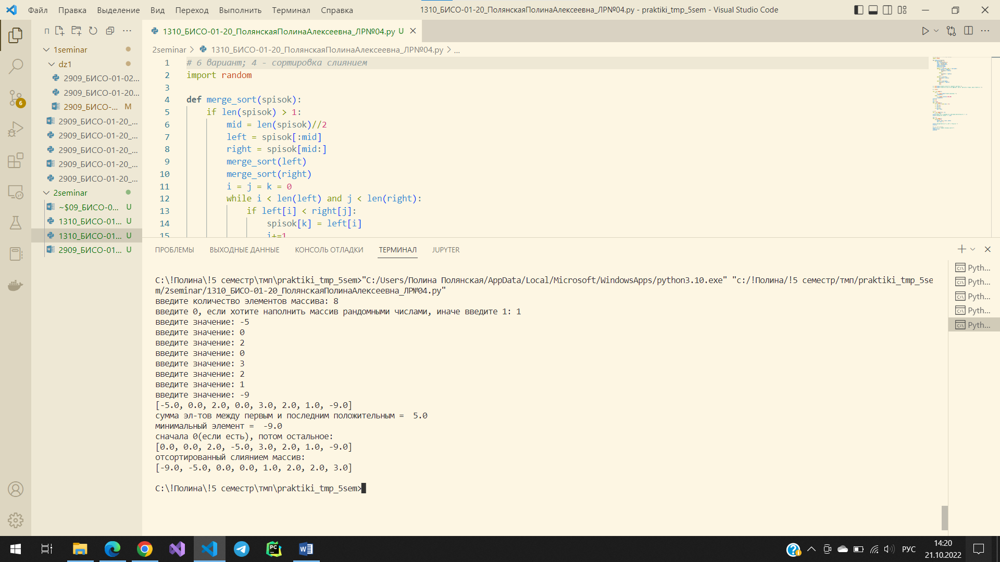 Файл Правка Выделение Вид Переход Выполнить Терминал Справка
1310_БИСО-01-20_ПолянскаяПолинаАлексеевна_ЛР№04.py - praktiki_tmp_5sem - Visual Studio Code
П
1seminar
dz1
2909_БИСО-01-02...
2909_БИСО-01-20...
2909_БИСО-... M
2909_БИСО-01-20_...
2909_БИСО-01-20_...
2909_БИСО-01-20_...
2909_БИСО-01-20_...
2909_БИСО-01-20_...
2seminar
~$09_БИСО-0... U
1310_БИСО-01... U
1310_БИСО-01... U
2909_БИСО-01... U
6
1310_БИСО-01-20_ПолянскаяПолинаАлексеевна_ЛР№04.py U
2seminar > 1310_БИСО-01-20_ПолянскаяПолинаАлексеевна_ЛР№04.py > ...
1 # 6 вариант; 4 - сортировка слиянием
2 import random
3
4 def merge_sort(spisok):
5 if len(spisok) > 1:
6 mid = len(spisok)//2
7 left = spisok[:mid]
8 right = spisok[mid:]
9 merge_sort(left)
10 merge_sort(right)
11 i = j = k = 0
12 while i < len(left) and j < len(right):
13 if left[i] < right[j]:
14 spisok[k] = left[i]
15 i+=1
ПРОБЛЕМЫ ВЫХОДНЫЕ ДАННЫЕ КОНСОЛЬ ОТЛАДКИ ТЕРМИНАЛ JUPYTER
C:\!Полина\!5 семестр\тмп\praktiki_tmp_5sem>"C:/Users/Полина Полянская/AppData/Local/Microsoft/WindowsApps/python3.10.exe" "c:/!Полина/!5 семестр/тмп/praktiki_tmp_5se
m/2seminar/1310_БИСО-01-20_ПолянскаяПолинаАлексеевна_ЛР№04.py"
введите количество элементов массива: 8
введите 0, если хотите наполнить массив рандомными числами, иначе введите 1: 1
введите значение: -5
введите значение: 0
введите значение: 2
введите значение: 0
введите значение: 3
введите значение: 2
введите значение: 1
введите значение: -9
[-5.0, 0.0, 2.0, 0.0, 3.0, 2.0, 1.0, -9.0]
сумма эл-тов между первым и последним положительным =  5.0
минимальный элемент =  -9.0
сначала 0(если есть), потом остальное:
[0.0, 0.0, 2.0, -5.0, 3.0, 2.0, 1.0, -9.0]
отсортированный слиянием массив:
[-9.0, -5.0, 0.0, 0.0, 1.0, 2.0, 2.0, 3.0]
C:\!Полина\!5 семестр\тмп\praktiki_tmp_5sem>
Pyth...
Pyth...
Pyth...
Pyth...
Pyth...
РУС
14:20
21.10.2022